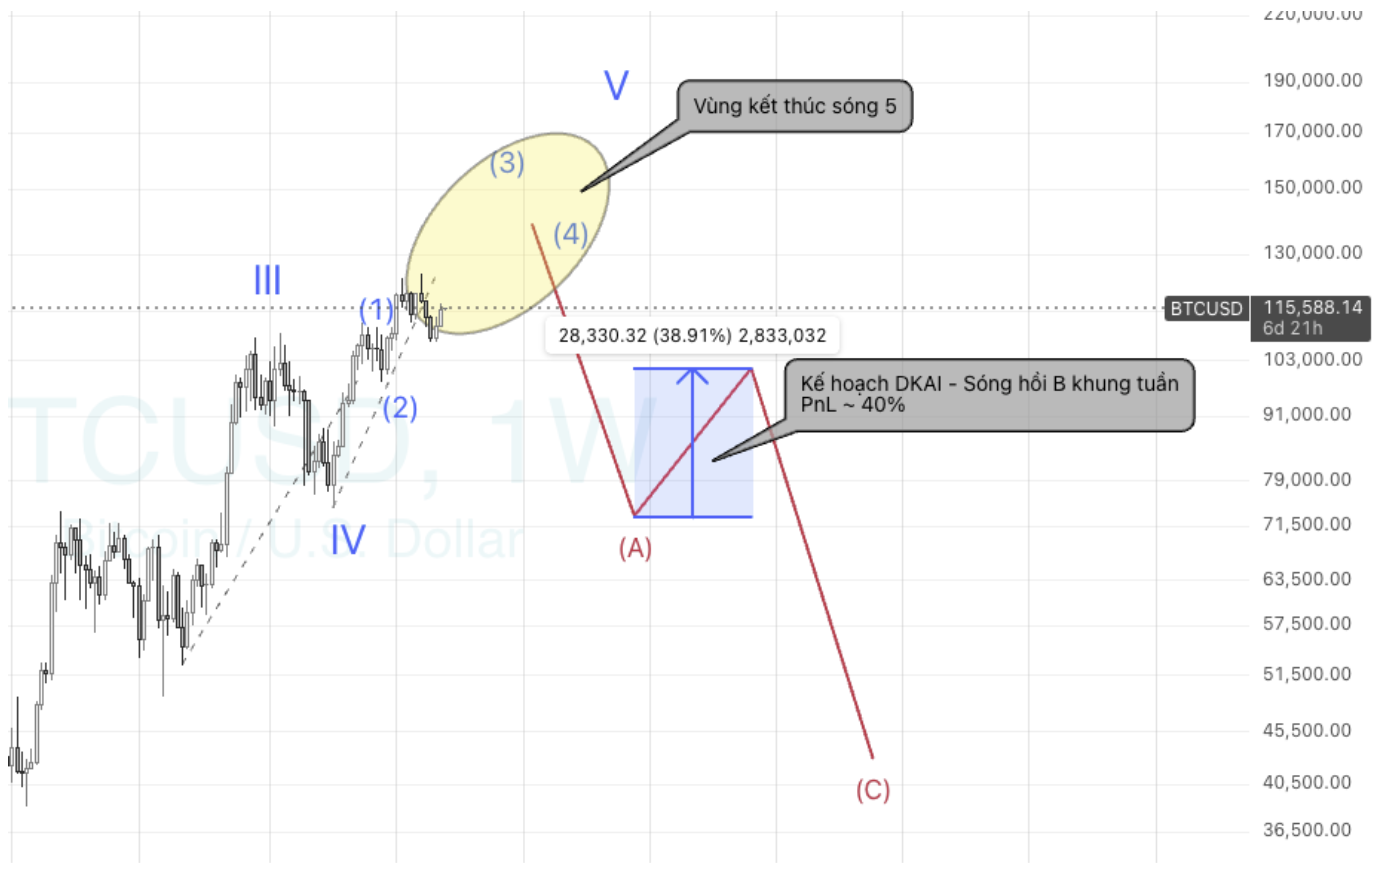 220,000.00
190,000.00
170,000.00
150,000.00
130,000.00
BTCUSD 115,588.14
6d 21h
103,000.00
91,000.00
79,000.00
71,500.00
63,500.00
57,500.00
51,500.00
45,500.00
40,500.00
36,500.00
V
Vùng kết thúc sóng 5
(3)
(4)
III
(1)
28,330.32 (38.91%) 2,833,032
Kế hoạch DKAI - Sóng hồi B khung tuần
PnL ~ 40%
(2)
TCUSD, 1W
IV
Bitcoin / U.S. Dollar
(A)
(C)